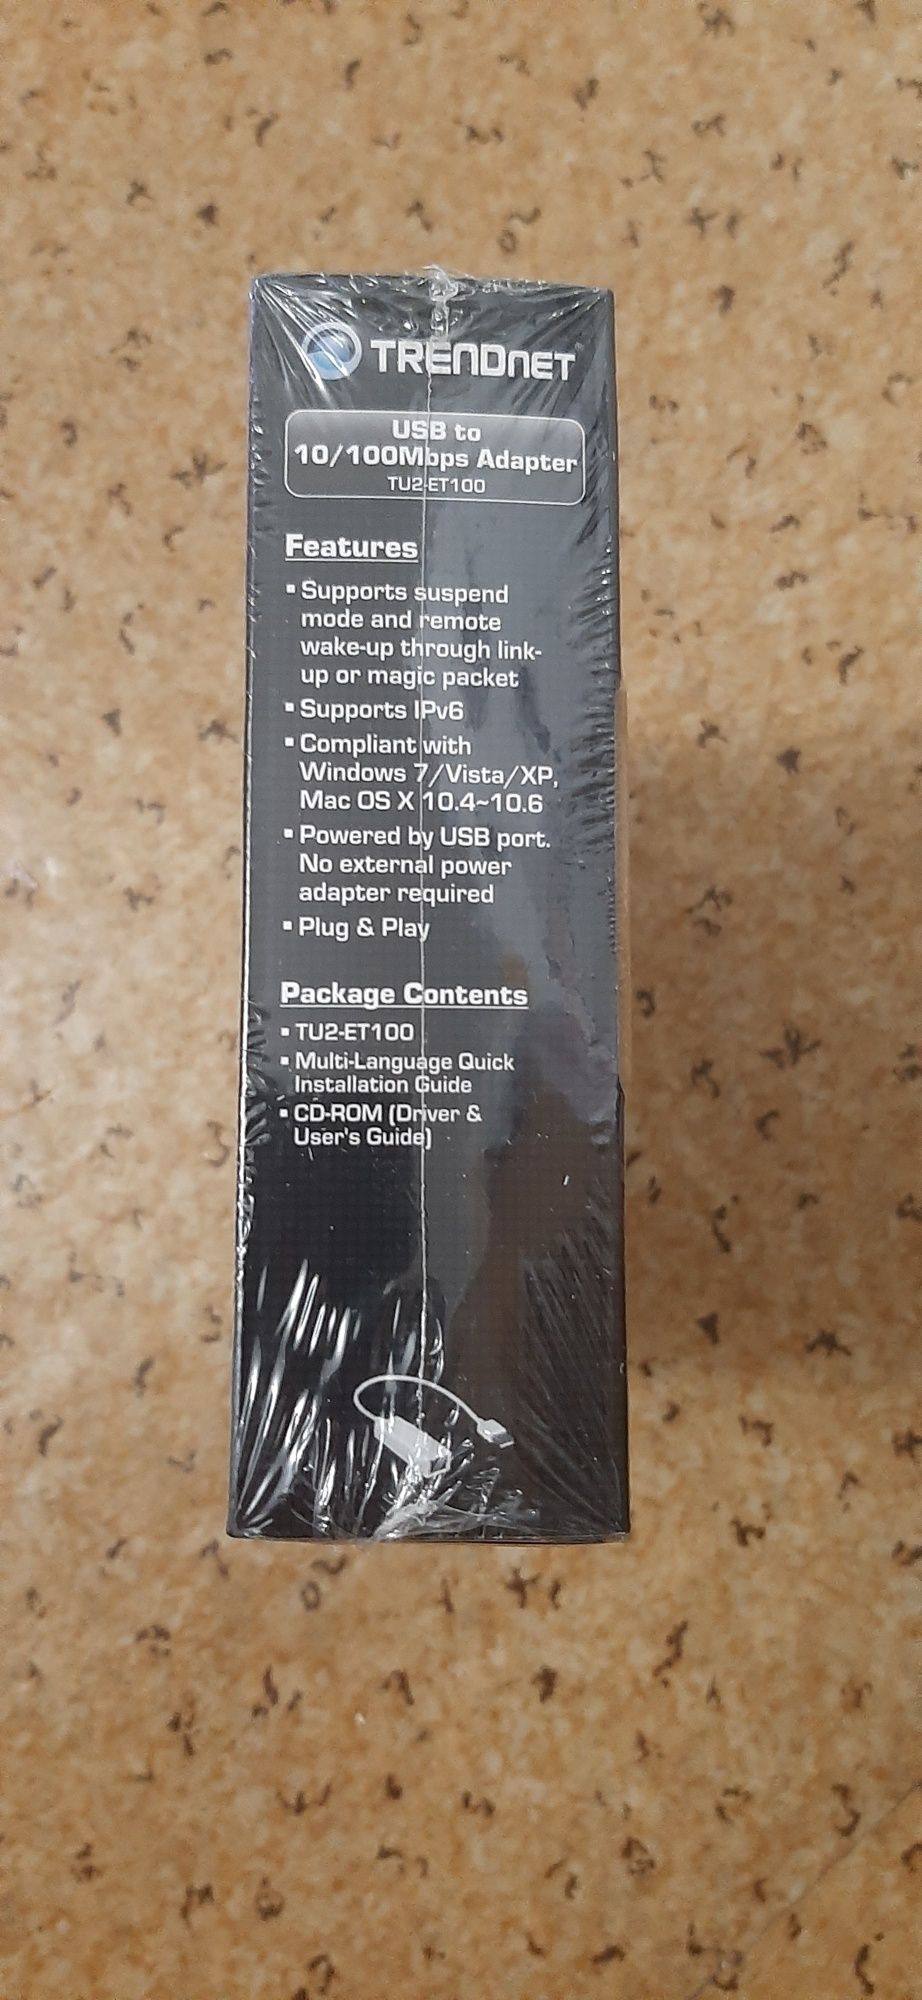 TRENDNET
USB to
10/100Mbps Adapter
TU2-ET100
Features
▪ Supports suspend
mode and remote
wake-up through link-
up or magic packet
▪ Supports IPv6
▪ Compliant with
Windows 7/Vista/XP,
Mac OS X 10.4~10.6
▪ Powered by USB port.
No external power
adapter required
▪ Plug & Play
Package Contents
▪ TU2-ET100
▪ Multi-Language Quick
Installation Guide
▪ CD-ROM (Driver &
User's Guide)